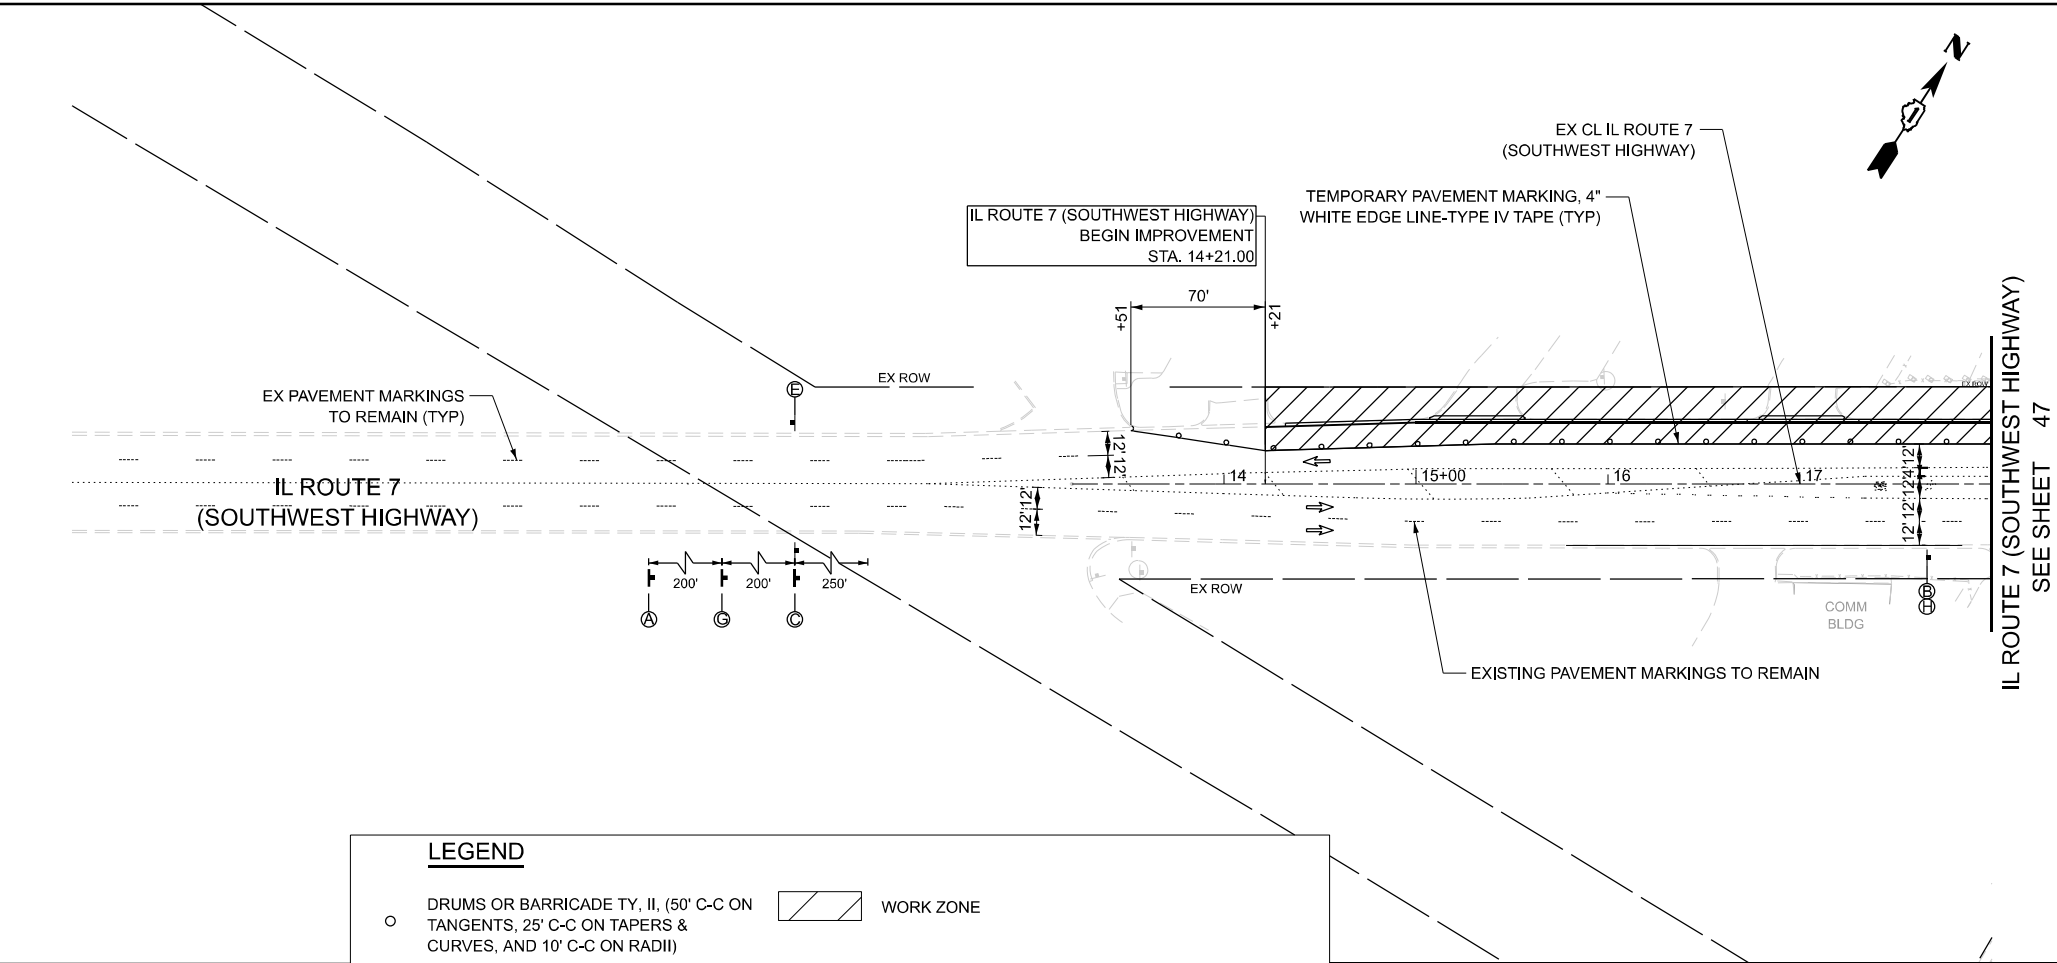 N
EX CL IL ROUTE 7
(SOUTHWEST HIGHWAY)
TEMPORARY PAVEMENT MARKING, 4"
WHITE EDGE LINE-TYPE IV TAPE (TYP)
IL ROUTE 7 (SOUTHWEST HIGHWAY)
BEGIN IMPROVEMENT
STA. 14+21.00
70'
+51
+21
EX ROW
E
EX PAVEMENT MARKINGS
TO REMAIN (TYP)
EX ROW
IL ROUTE 7
(SOUTHWEST HIGHWAY)
12' 12'
12' 12'
14
15+00
16
17
12' 12' 12' 4' 12'
200'
200'
250'
A
G
C
EX ROW
B
H
COMM
BLDG
EXISTING PAVEMENT MARKINGS TO REMAIN
IL ROUTE 7 (SOUTHWEST HIGHWAY)
SEE SHEET 47
LEGEND
DRUMS OR BARRICADE TY, II, (50' C-C ON
TANGENTS, 25' C-C ON TAPERS &
CURVES, AND 10' C-C ON RADII)
WORK ZONE